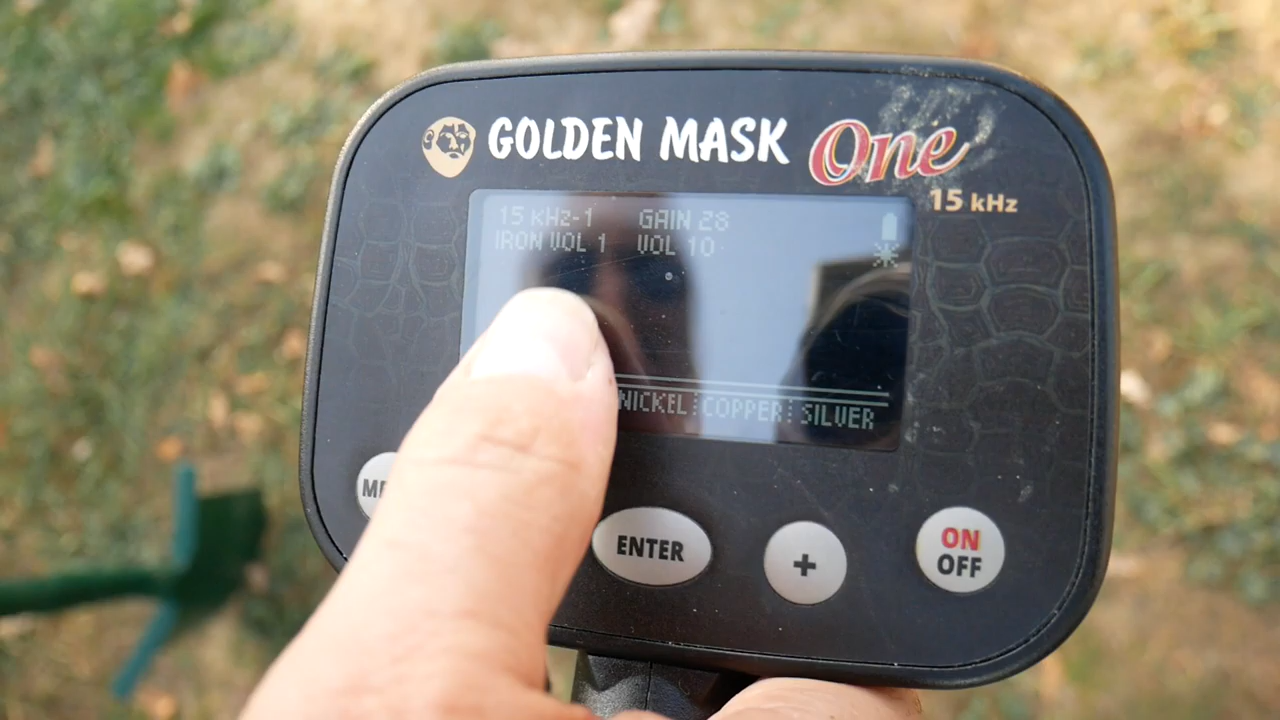 GOLDEN MASK One
15 kHz
15 KHZ-1 GAIN 28
IRON VOL 1 VOL 10
NICKEL COPPER SILVER
ENTER + ON OFF